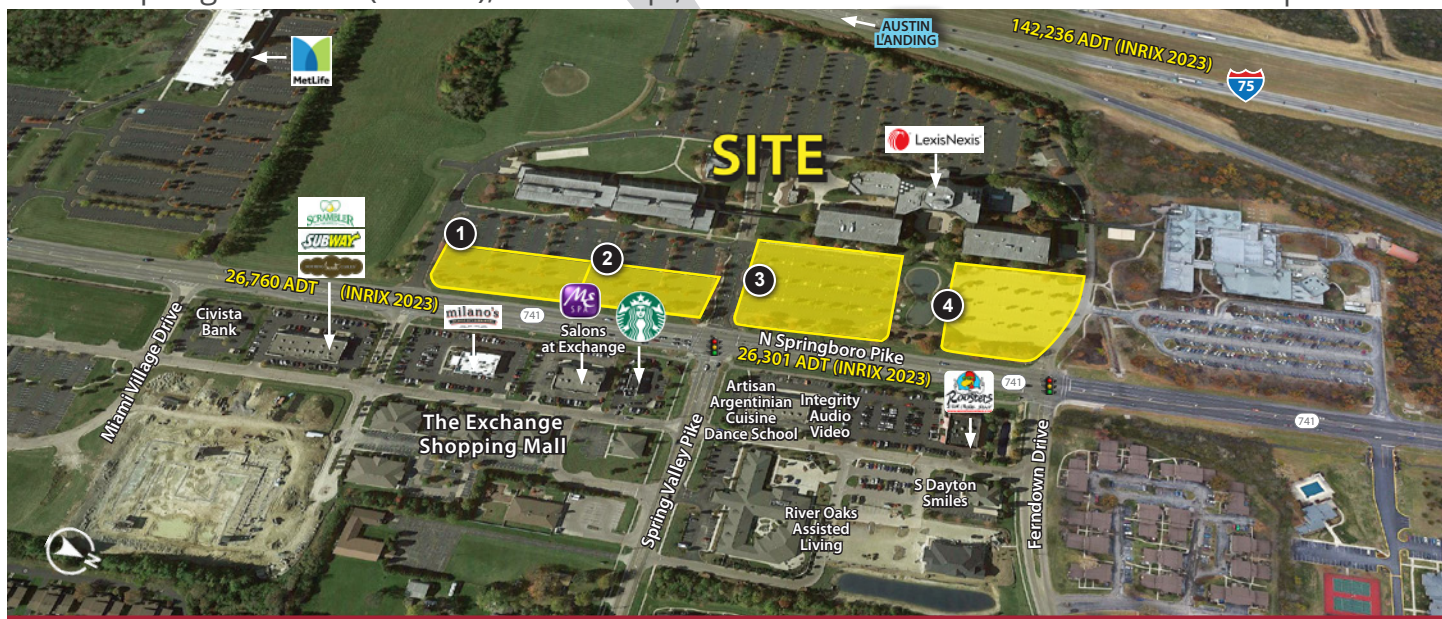 AUSTIN
LANDING
142,236 ADT (INRIX 2023)
75
MetLife
SITE
LexisNexis
SCRAMBLER
SUBWAY
1
2
3
4
26,760 ADT (INRIX 2023)
Miami Village Drive
Civista
Bank
milano's
741
Ms
SPA
Salons
at Exchange
N Springboro Pike
26,301 ADT (INRIX 2023)
The Exchange
Shopping Mall
Spring Valley Pike
Artisan
Argentinian
Cuisine
Dance School
Integrity
Audio
Video
ROOSTERS
741
741
S Dayton
Smiles
River Oaks
Assisted
Living
Ferndown Drive
N